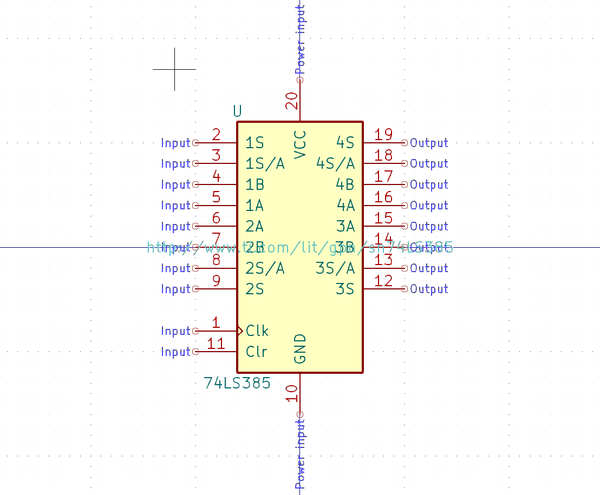 Power input
20
U
VCC
Input 2 1S 4S 19 Output
Input 3 1S/A 4S/A 18 Output
Input 4 1B 4B 17 Output
Input 5 1A 4A 16 Output
Input 6 2A 3A 15 Output
Input 7 2B 3B 14 Output
http://www.ti.com/lit/gpn/sn74LS385
Input 8 2S/A 3S/A 13 Output
Input 9 2S 3S 12 Output
Input 1 Clk
Input 11 Clr
GND
74LS385
10
Power input